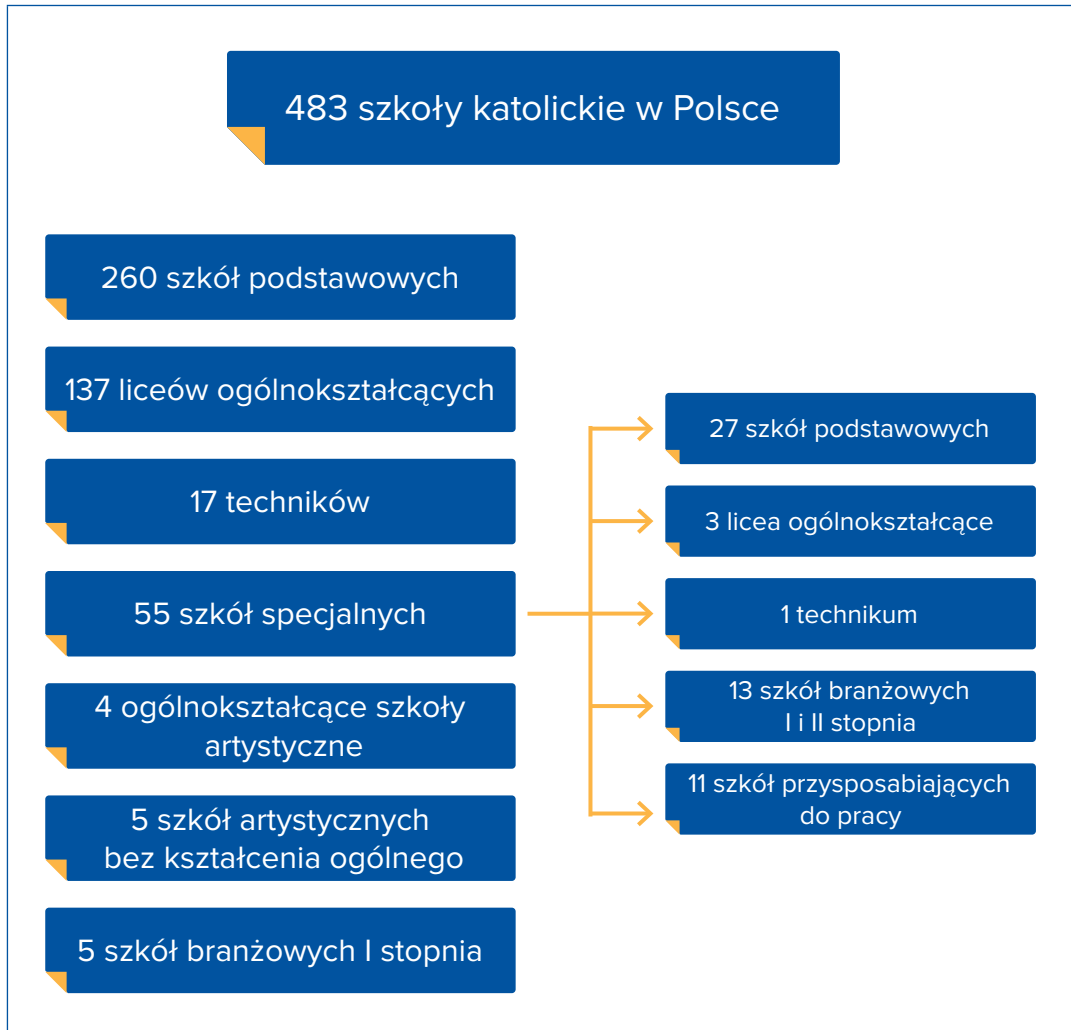 483 szkoły katolickie w Polsce
260 szkół podstawowych
137 liceów ogólnokształcących
17 techników
55 szkół specjalnych
4 ogólnokształcące szkoły
artystyczne
5 szkół artystycznych
bez kształcenia ogólnego
5 szkół branżowych I stopnia
27 szkół podstawowych
3 licea ogólnokształcące
1 technikum
13 szkół branżowych
I i II stopnia
11 szkół przysposabiających
do pracy